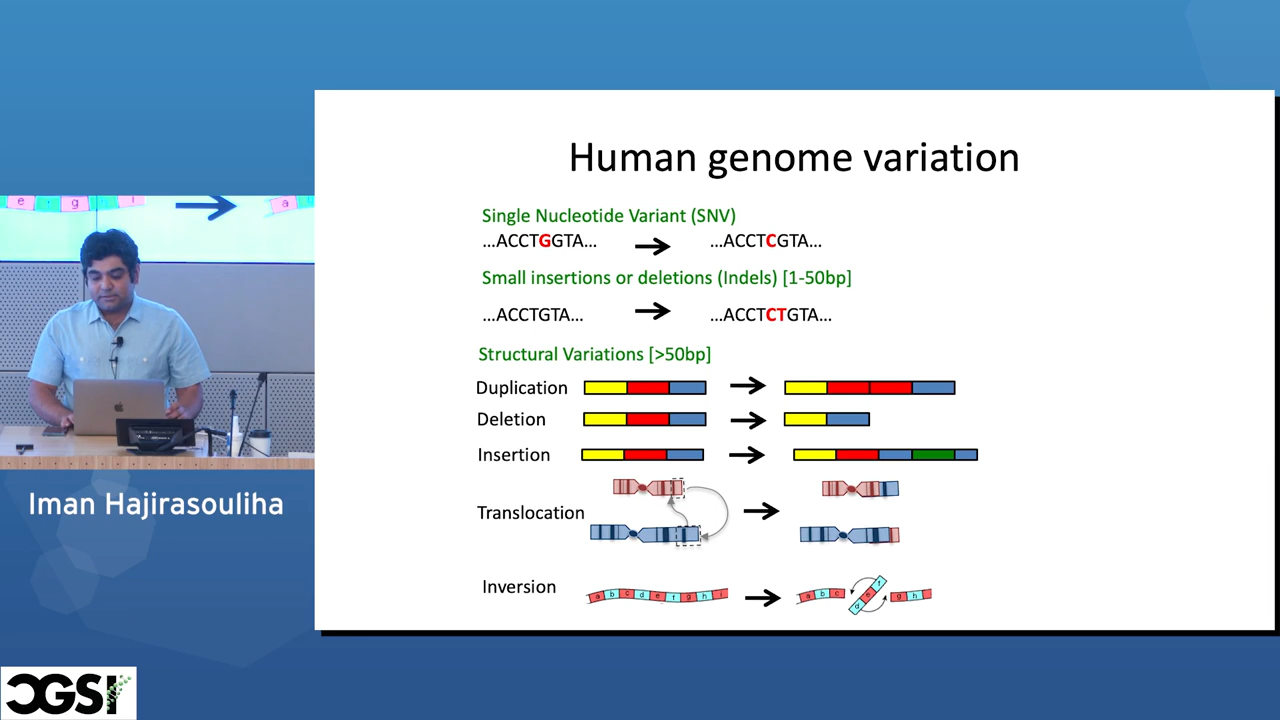 Human genome variation
Single Nucleotide Variant (SNV)
...ACCTGGTA... ...ACCTCGTA...
Small insertions or deletions (Indels) [1-50bp]
...ACCTGTA... ...ACCTCTGTA...
Structural Variations [>50bp]
Duplication
Deletion
Insertion
Translocation
Inversion
a b c d e f g h i
a b c d e f g h
e f g i a
Iman Hajirasouliha
CGSI